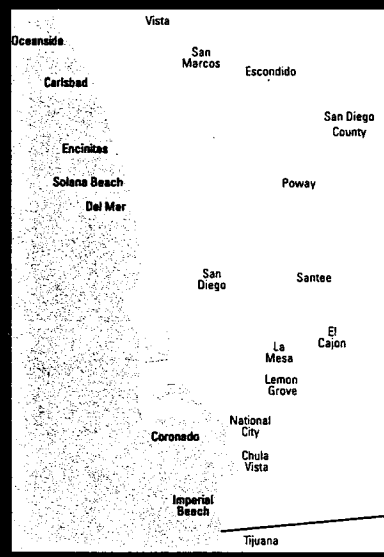 Vista
Oceanside
San
Marcos
Escondido
Carlsbad
San Diego
County
Encinitas
Solana Beach
Poway
Del Mar
San
Diego
Santee
El
Cajon
La
Mesa
Lemon
Grove
National
City
Coronado
Chula
Vista
Imperial
Beach
Tijuana